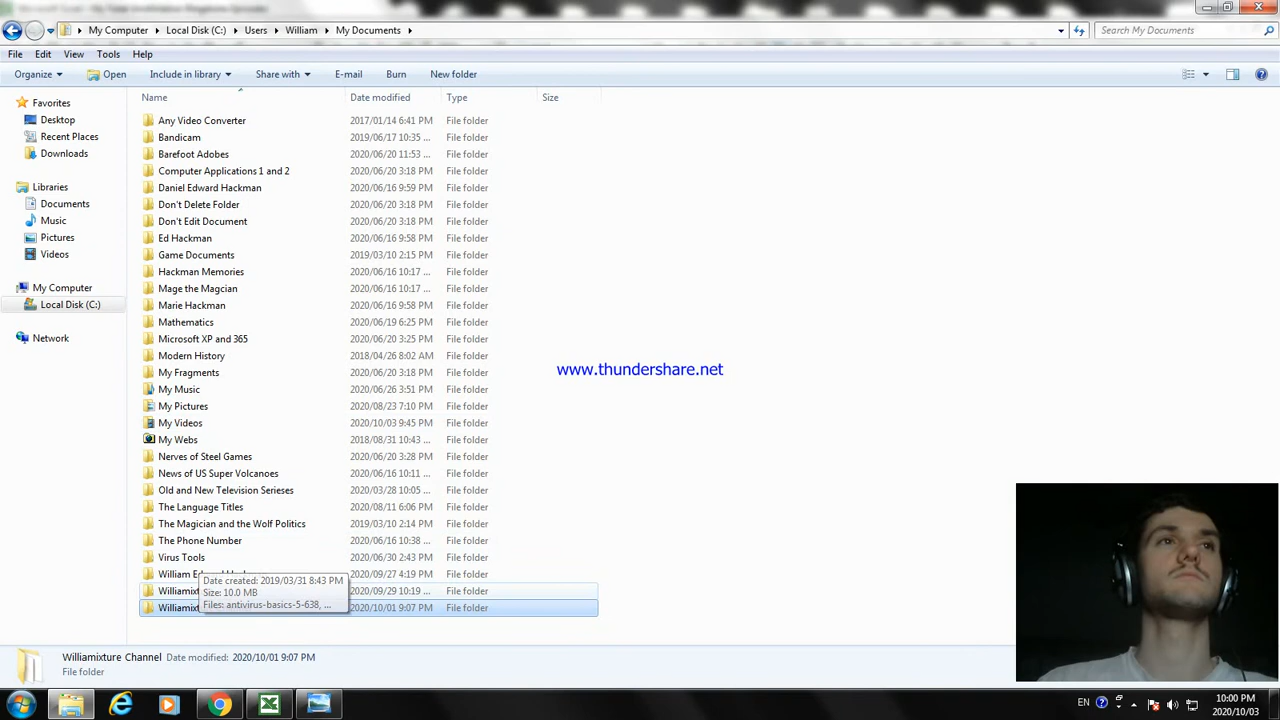 My Computer ▸ Local Disk (C:) ▸ Users ▸ William ▸ My Documents ▸
Search My Documents
File Edit View Tools Help
Organize Open Include in library Share with E-mail Burn New folder
Name Date modified Type Size
Favorites
Desktop
Recent Places
Downloads
Libraries
Documents
Music
Pictures
Videos
My Computer
Local Disk (C:)
Network
Any Video Converter 2017/01/14 6:41 PM File folder
Bandicam 2019/06/17 10:35 ... File folder
Barefoot Adobes 2020/06/20 11:53 ... File folder
Computer Applications 1 and 2 2020/06/20 3:18 PM File folder
Daniel Edward Hackman 2020/06/16 9:59 PM File folder
Don't Delete Folder 2020/06/20 3:18 PM File folder
Don't Edit Document 2020/06/20 3:18 PM File folder
Ed Hackman 2020/06/16 9:58 PM File folder
Game Documents 2019/03/10 2:15 PM File folder
Hackman Memories 2020/06/16 10:17 ... File folder
Mage the Magcian 2020/06/16 10:17 ... File folder
Marie Hackman 2020/06/16 9:58 PM File folder
Mathematics 2020/06/19 6:25 PM File folder
Microsoft XP and 365 2020/06/20 3:25 PM File folder
Modern History 2018/04/26 8:02 AM File folder
My Fragments 2020/06/20 3:18 PM File folder
My Music 2020/06/26 3:51 PM File folder
My Pictures 2020/08/23 7:10 PM File folder
My Videos 2020/10/03 9:45 PM File folder
My Webs 2018/08/31 10:43 ... File folder
Nerves of Steel Games 2020/06/20 3:28 PM File folder
News of US Super Volcanoes 2020/06/16 10:11 ... File folder
Old and New Television Serieses 2020/03/28 10:05 ... File folder
The Language Titles 2020/08/11 6:06 PM File folder
The Magician and the Wolf Politics 2019/03/10 2:14 PM File folder
The Phone Number 2020/06/16 10:38 ... File folder
Virus Tools 2020/06/30 2:43 PM File folder
William 2020/09/27 4:19 PM File folder
2020/09/29 10:19 ... File folder
2020/10/01 9:07 PM File folder
Date created: 2019/03/31 8:43 PM
Size: 10.0 MB
Files: antivirus-basics-5-638, ...
www.thundershare.net
Williamixture Channel Date modified: 2020/10/01 9:07 PM
File folder
EN
10:00 PM
2020/10/03